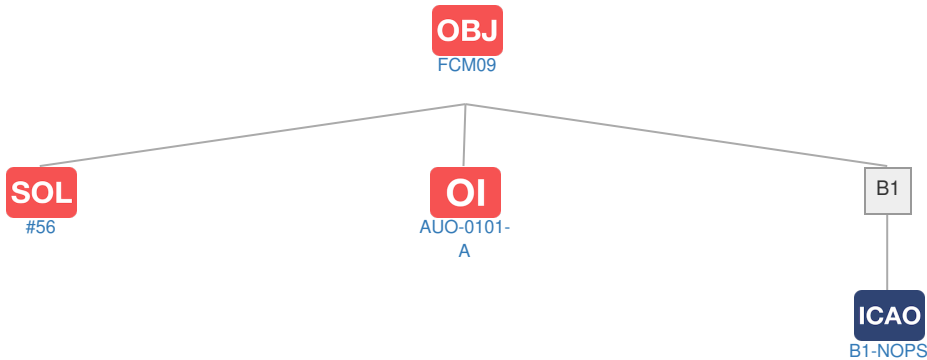 OBJ
FCM09
SOL
#56
OI
AUO-0101-
A
B1
ICAO
B1-NOPS